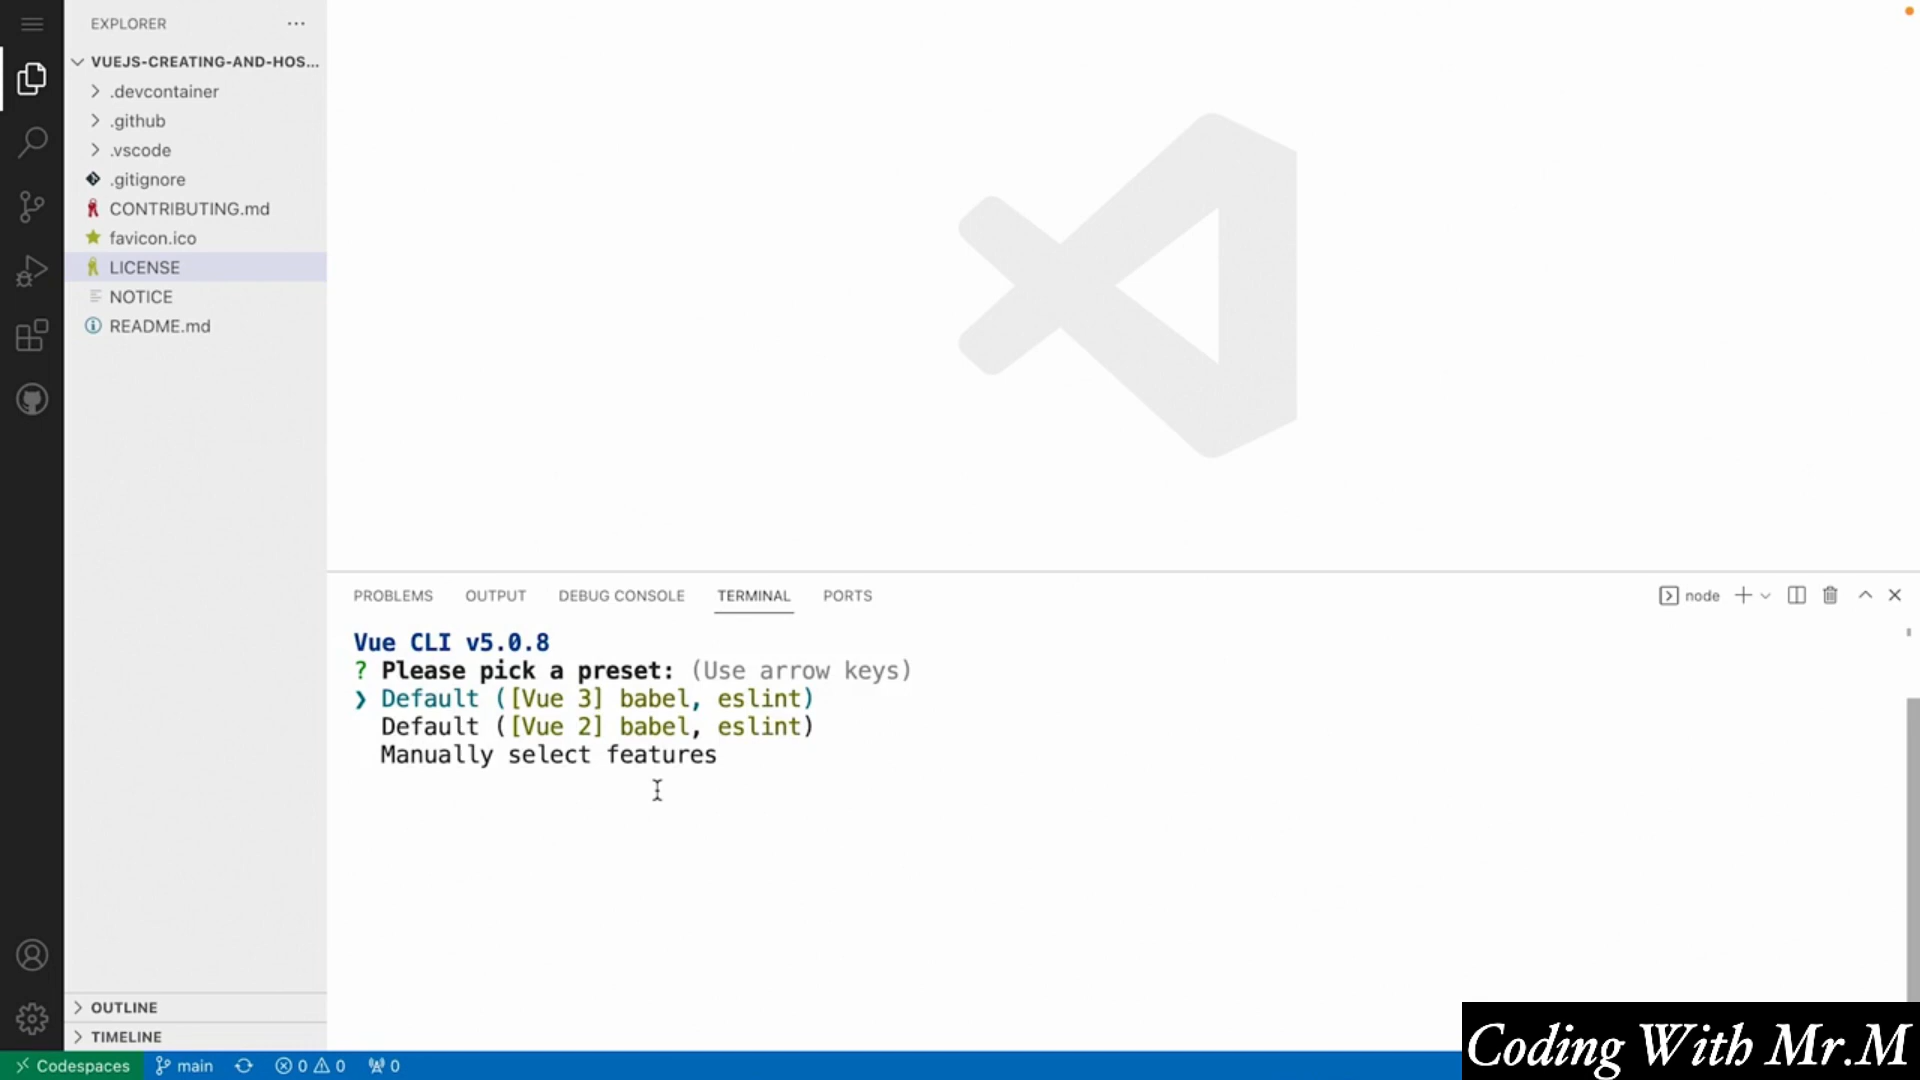 EXPLORER
VUEJS-CREATING-AND-HOS...
.devcontainer
.github
.vscode
.gitignore
CONTRIBUTING.md
favicon.ico
LICENSE
NOTICE
README.md
OUTLINE
TIMELINE
PROBLEMS OUTPUT DEBUG CONSOLE TERMINAL PORTS
node
Vue CLI v5.0.8
? Please pick a preset: (Use arrow keys)
❯ Default ([Vue 3] babel, eslint)
Default ([Vue 2] babel, eslint)
Manually select features
Codespaces main 0 0 0
Coding With Mr.M